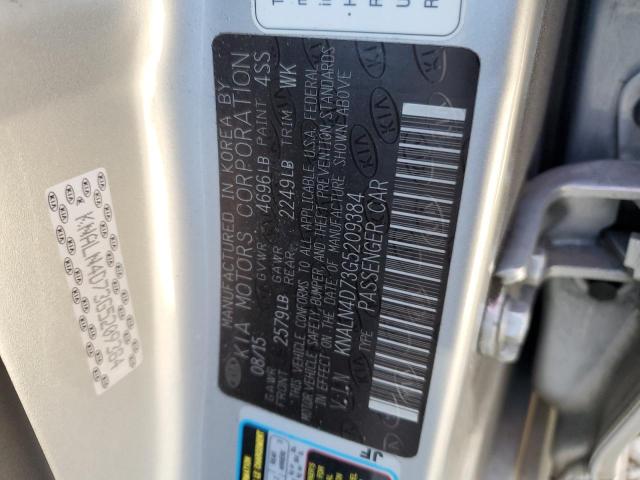 MANUFACTURED IN KOREA BY
KIA MOTORS CORPORATION
08/15 GVWR 4696LB PAINT 4SS
GAWR FRONT 2579LB GAWR REAR: 2249LB TRIM: WK
*THIS VEHICLE CONFORMS TO ALL APPLICABLE U.S.A. FEDERAL
MOTOR VEHICLE SAFETY, BUMPER, AND THEFT PREVENTION STANDARDS
IN EFFECT ON THE DATE OF MANUFACTURE SHOWN ABOVE
V.I.N: KNALN4D73G5209384
TYPE: PASSENGER CAR
KIA
KNALN4D73G5209384